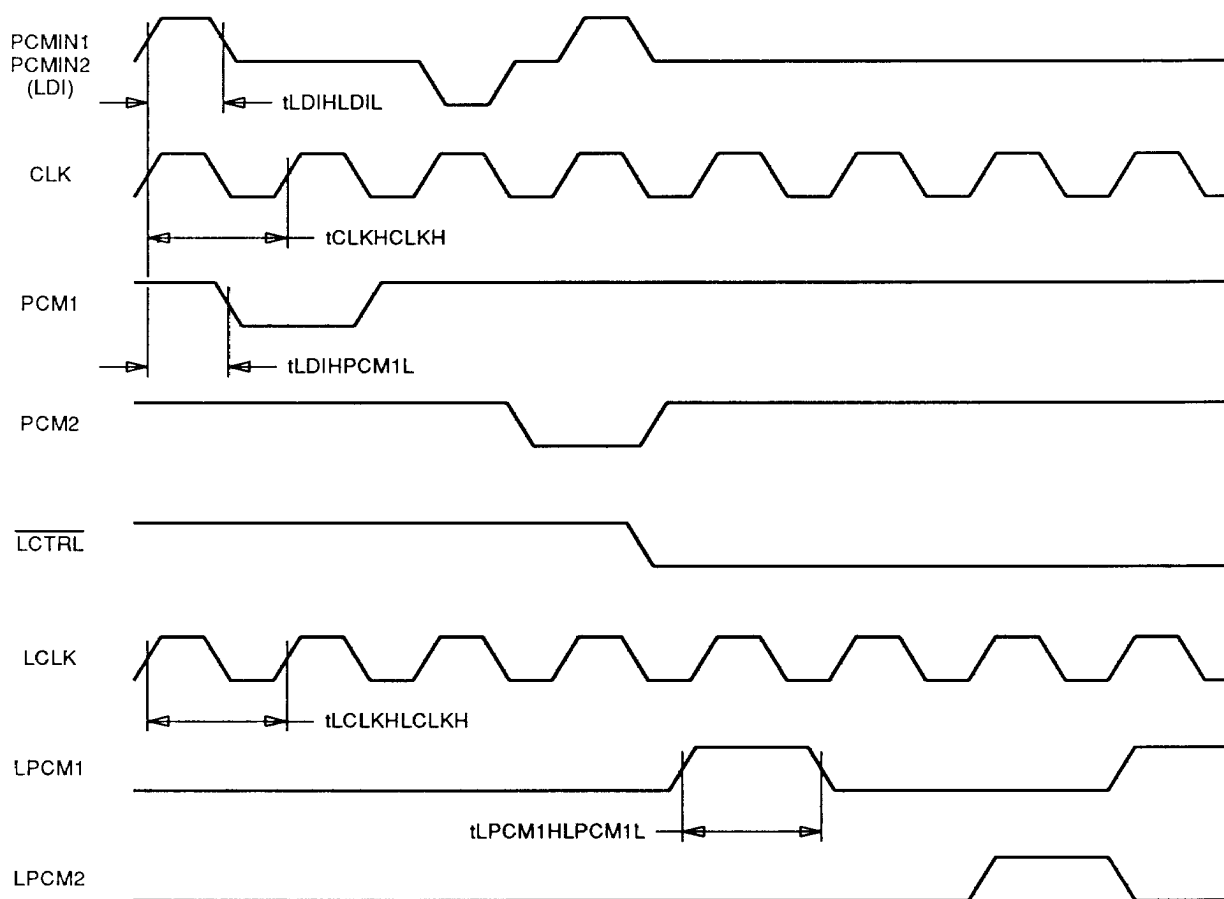 PCMIN1
PCMIN2
(LDI)
tLDIHLDIL
CLK
tCLKHCLKH
PCM1
tLDIHPCM1L
PCM2
LCTRL
LCLK
tLCLKHLCLKH
LPCM1
tLPCM1HLPCM1L
LPCM2